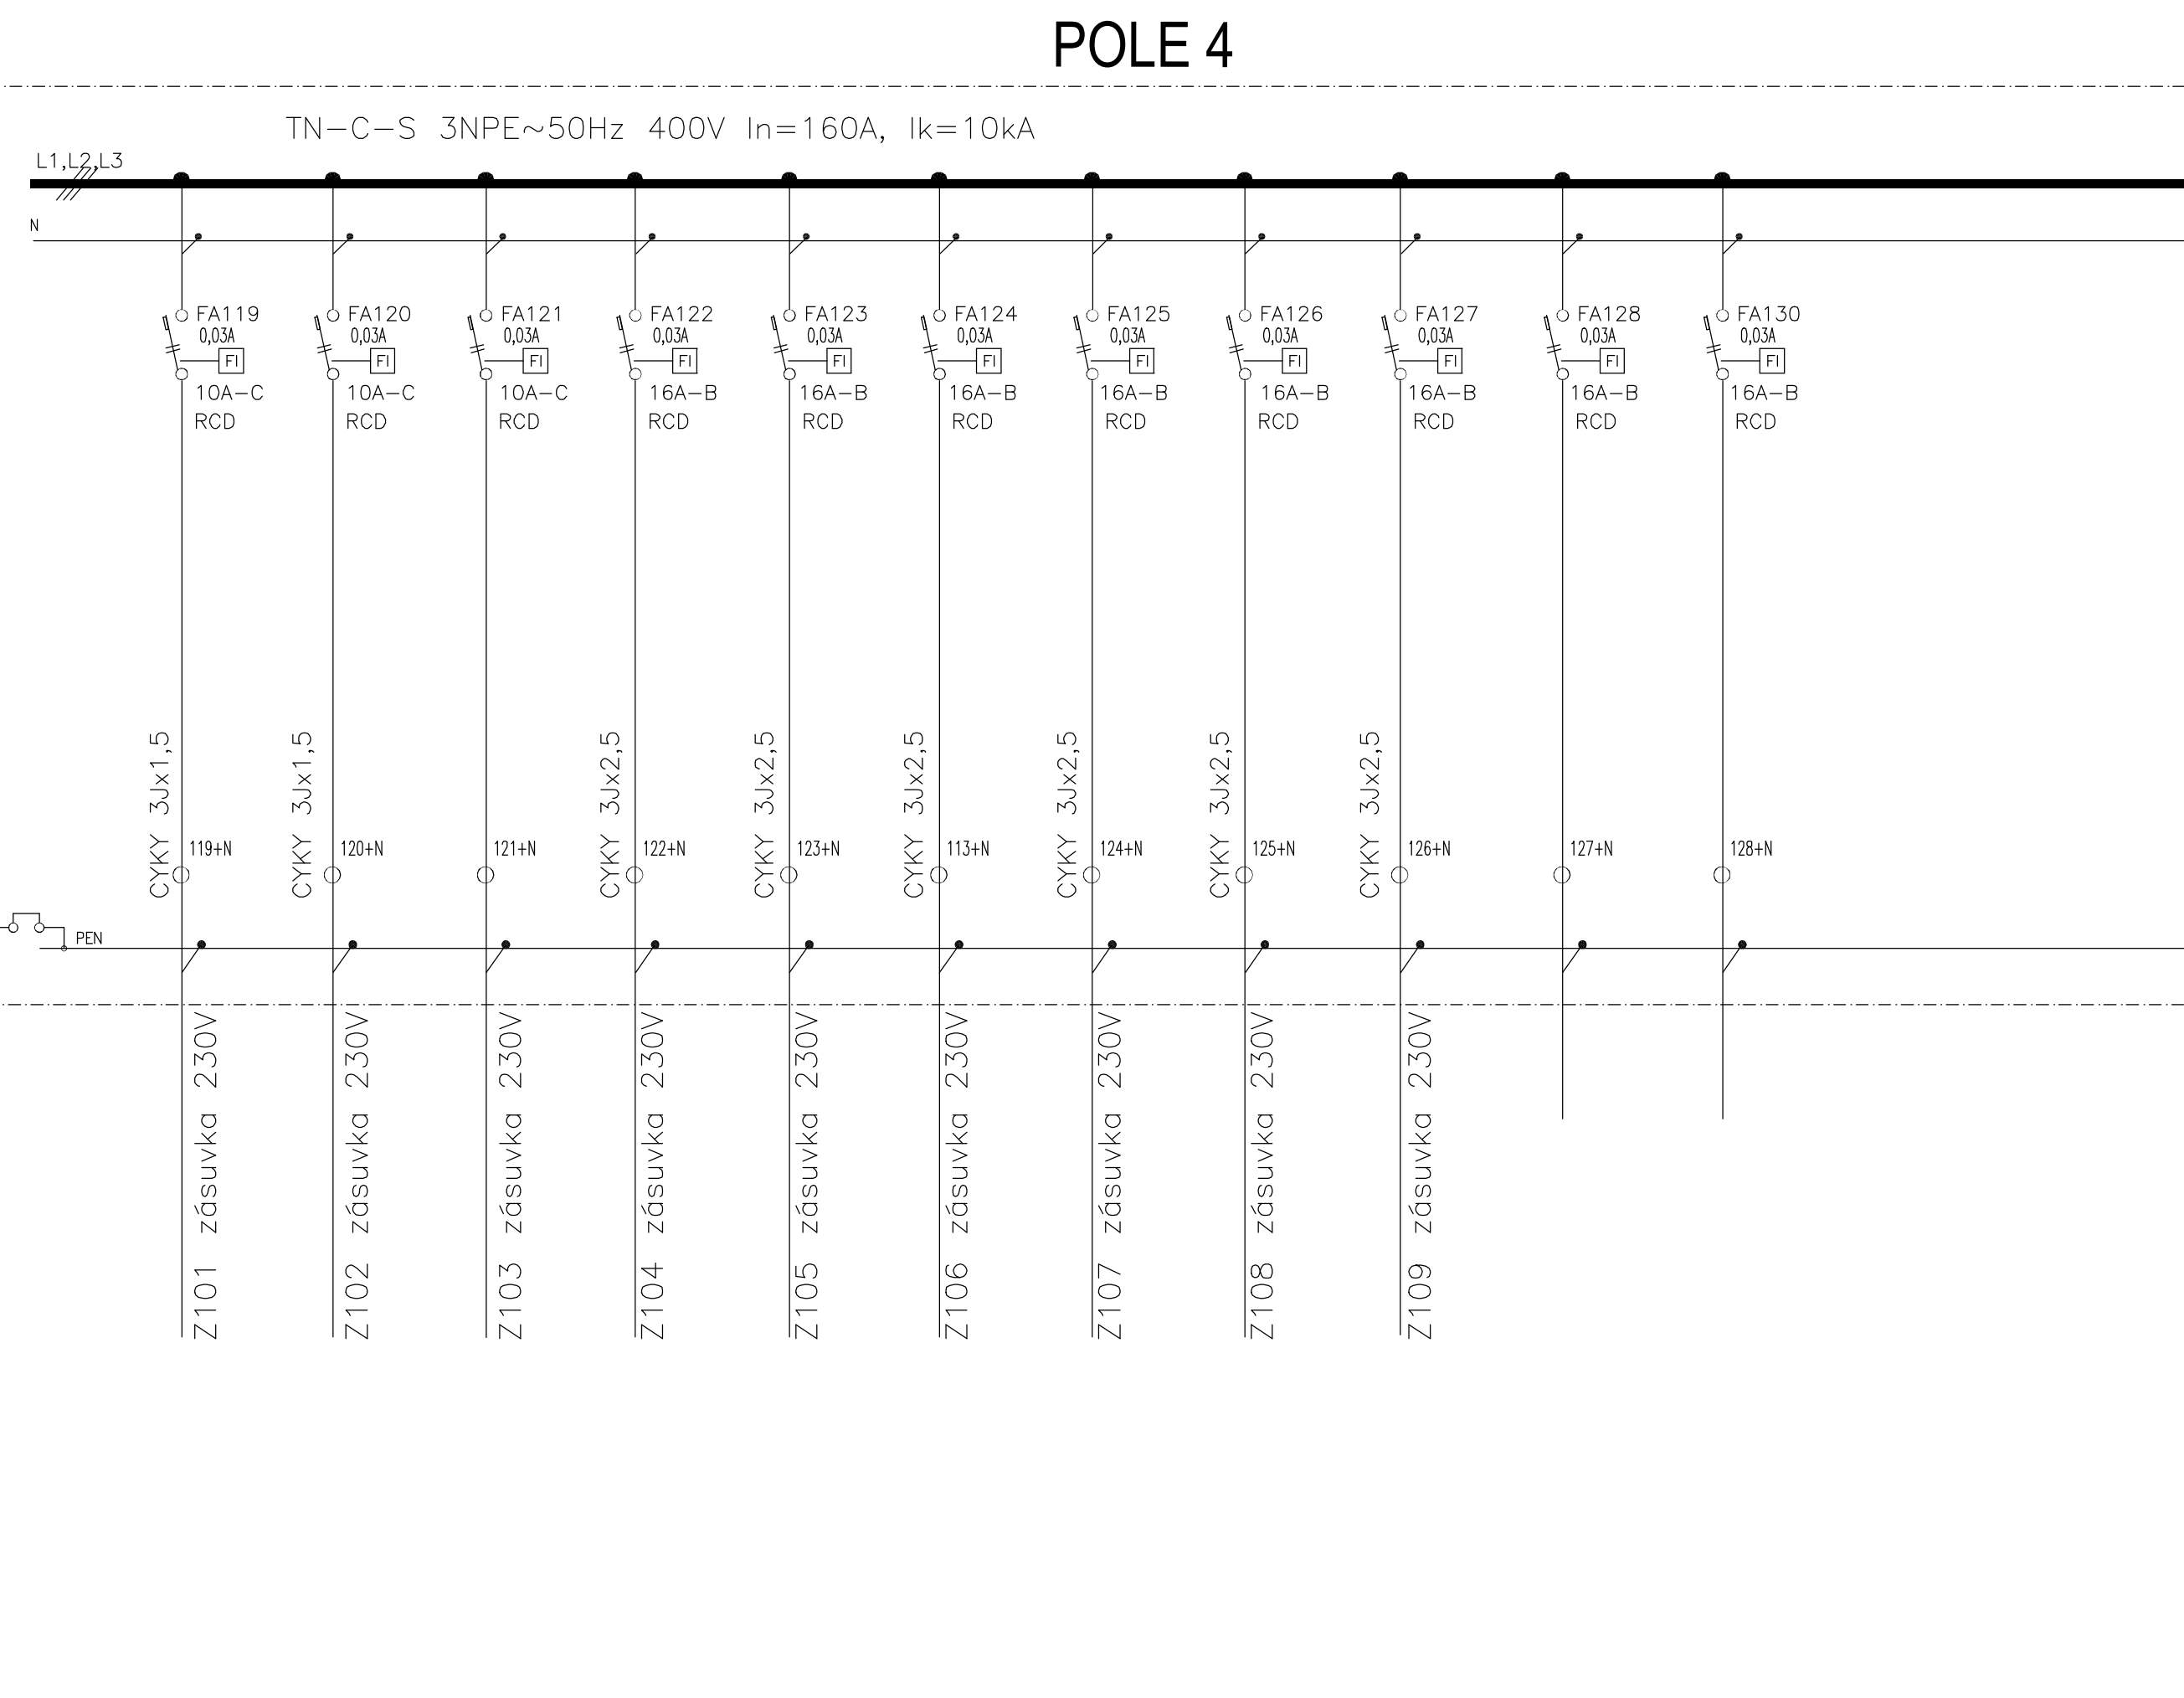 POLE 4
TN-C-S 3NPE~50Hz 400V In=160A, Ik=10kA
L1,L2,L3
N
FA119 FA120 FA121 FA122 FA123 FA124 FA125 FA126 FA127 FA128 FA130
0,03A 0,03A 0,03A 0,03A 0,03A 0,03A 0,03A 0,03A 0,03A 0,03A 0,03A
FI FI FI FI FI FI FI FI FI FI FI
10A-C 10A-C 10A-C 16A-B 16A-B 16A-B 16A-B 16A-B 16A-B 16A-B 16A-B
RCD RCD RCD RCD RCD RCD RCD RCD RCD RCD RCD
CYKY 3Jx1,5
CYKY 3Jx1,5
CYKY 3Jx2,5
CYKY 3Jx2,5
CYKY 3Jx2,5
CYKY 3Jx2,5
CYKY 3Jx2,5
CYKY 3Jx2,5
119+N 120+N 121+N 122+N 123+N 113+N 124+N 125+N 126+N 127+N 128+N
PEN
Z101 zásuvka 230V
Z102 zásuvka 230V
Z103 zásuvka 230V
Z104 zásuvka 230V
Z105 zásuvka 230V
Z106 zásuvka 230V
Z107 zásuvka 230V
Z108 zásuvka 230V
Z109 zásuvka 230V